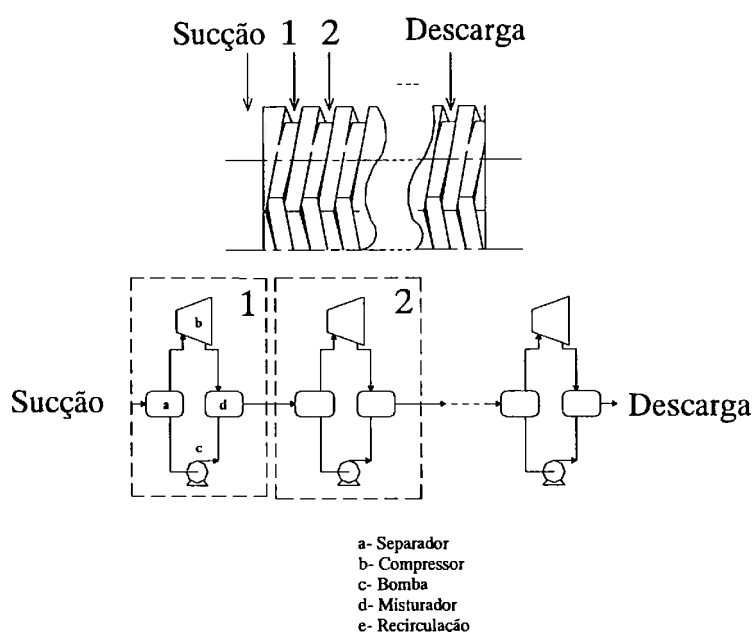 Sucção 1 2 Descarga
1
2
b
Sucção a d Descarga
c
a- Separador
b- Compressor
c- Bomba
d- Misturador
e- Recirculação